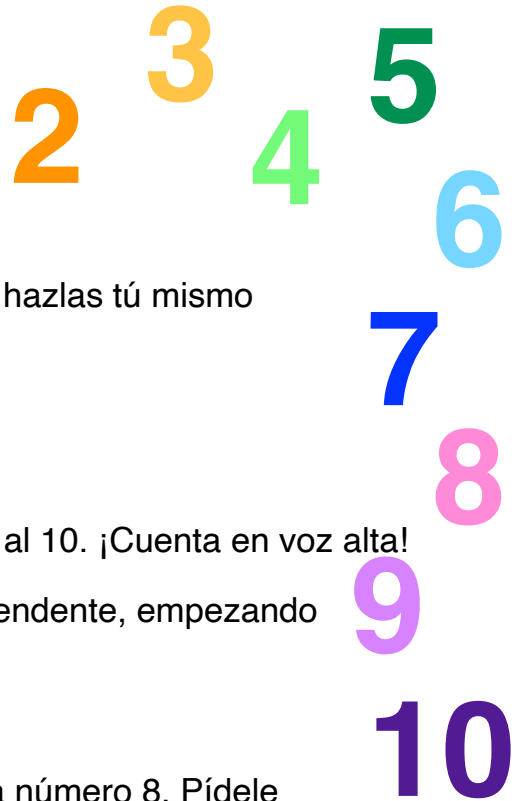 3
5
2
4
6
hazlas tú mismo
7
8
al 10. ¡Cuenta en voz alta!
endente, empezando
9
10
número 8. Pídele